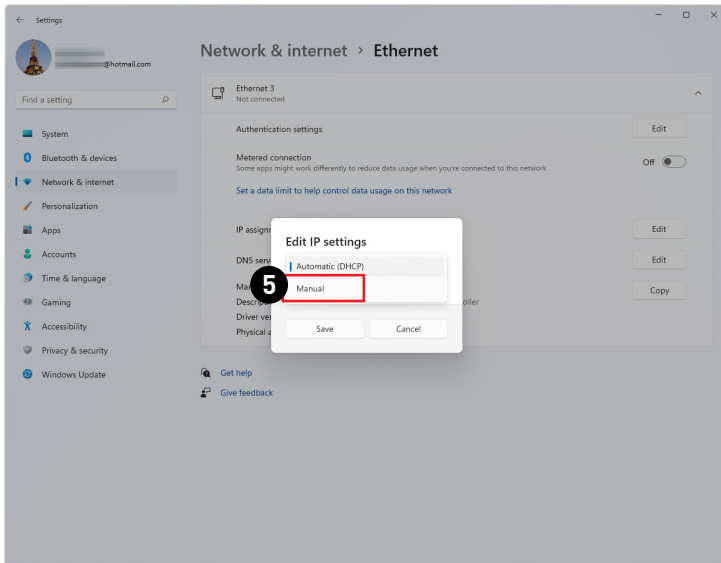 Settings
@hotmail.com
Find a setting
System
Bluetooth & devices
Network & internet
Personalization
Apps
Accounts
Time & language
Gaming
Accessibility
Privacy & security
Windows Update
Network & internet > Ethernet
Ethernet 3
Not connected
Authentication settings
Edit
Metered connection
Some apps might work differently to reduce data usage when you're connected to this network
Off
Set a data limit to help control data usage on this network
IP assign
Edit
DNS serv
Edit
Copy
Descrip
oller
Driver ver
Physical a
Edit IP settings
Automatic (DHCP)
5
Manual
Save
Cancel
Get help
Give feedback